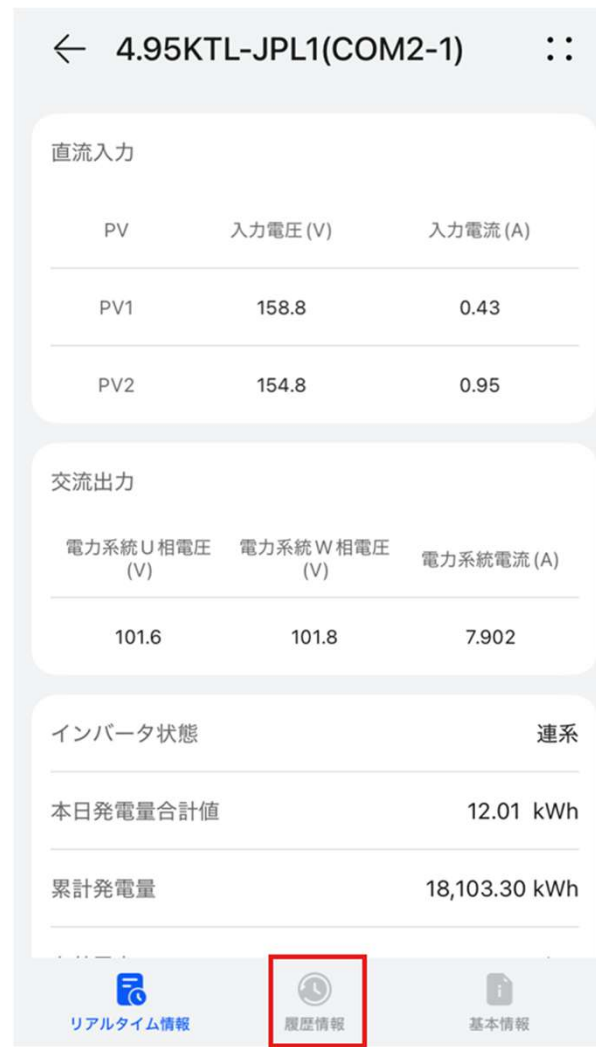 4.95KTL-JPL1(COM2-1)
直流入力
PV 入力電圧(V) 入力電流(A)
PV1 158.8 0.43
PV2 154.8 0.95
交流出力
電力系統U相電圧(V) 電力系統W相電圧(V) 電力系統電流(A)
101.6 101.8 7.902
インバータ状態 連系
本日発電量合計値 12.01 kWh
累計発電量 18,103.30 kWh
リアルタイム情報 履歴情報 基本情報